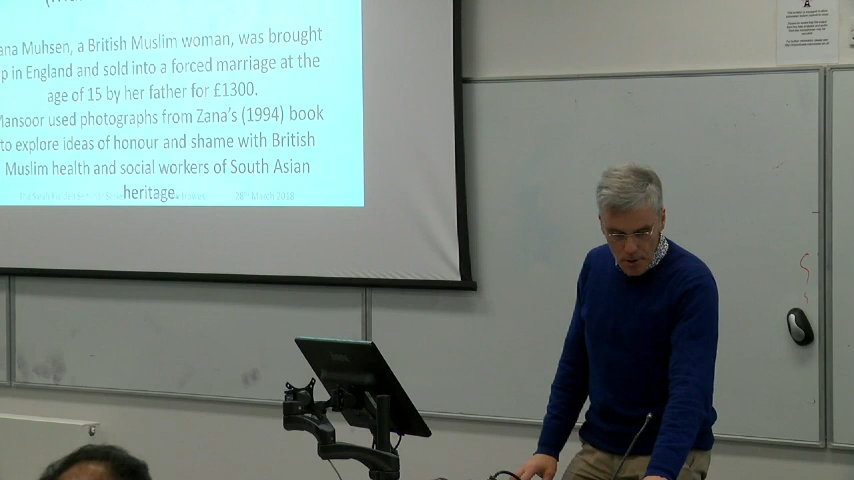 ana Muhsen, a British Muslim woman, was brought
p in England and sold into a forced marriage at the
age of 15 by her father for £1300.
Mansoor used photographs from Zana's (1994) book
to explore ideas of honour and shame with British
Muslim health and social workers of South Asian
heritage.
28th March 2018